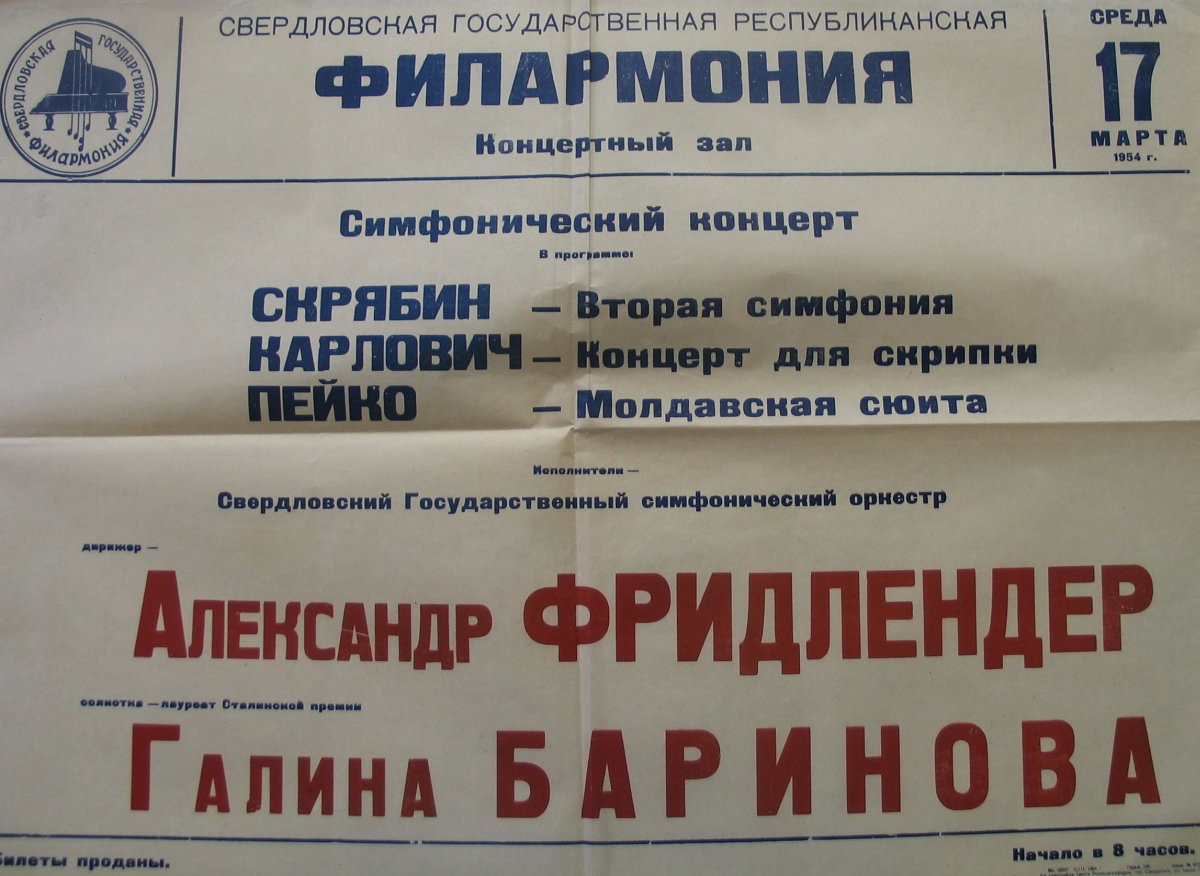 СВЕРДЛОВСКАЯ ГОСУДАРСТВЕННАЯ
ФИЛАРМОНИЯ
СВЕРДЛОВСКАЯ ГОСУДАРСТВЕННАЯ РЕСПУБЛИКАНСКАЯ
ФИЛАРМОНИЯ
Концертный зал
СРЕДА
17
МАРТА
1954 г.
Симфонический концерт
В программе:
СКРЯБИН — Вторая симфония
КАРЛОВИЧ — Концерт для скрипки
ПЕЙКО — Молдавская сюита
Исполнители —
Свердловский Государственный симфонический оркестр
дирижер —
АЛЕКСАНДР ФРИДЛЕНДЕР
солистка — лауреат Сталинской премии
ГАЛИНА БАРИНОВА
Билеты проданы.
Начало в 8 часов.